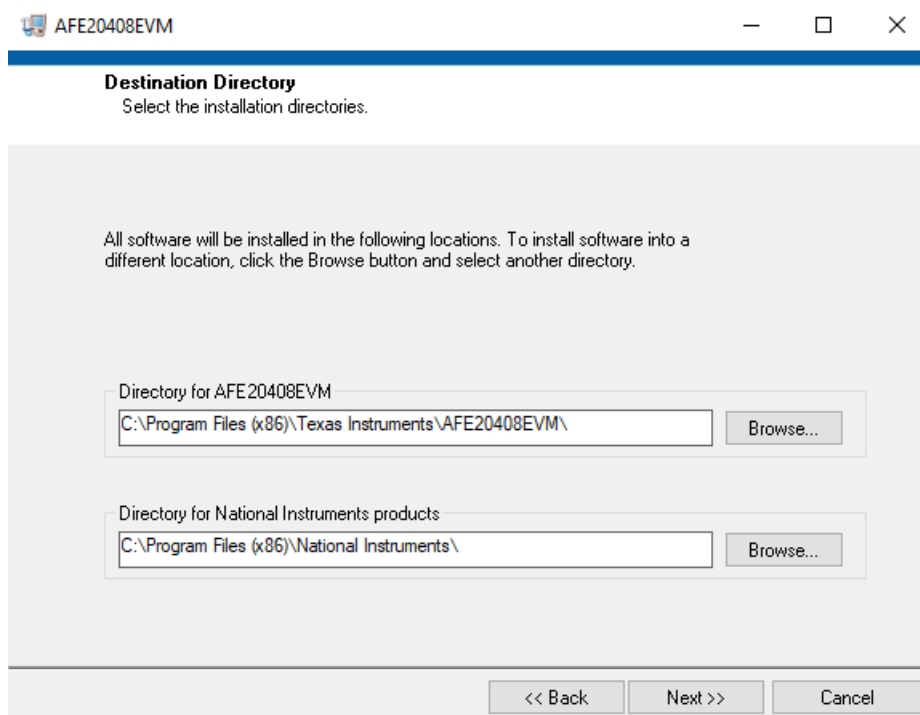 AFE20408EVM
Destination Directory
Select the installation directories.
All software will be installed in the following locations. To install software into a
different location, click the Browse button and select another directory.
Directory for AFE20408EVM
C:\Program Files (x86)\Texas Instruments\AFE20408EVM\
Browse...
Directory for National Instruments products
C:\Program Files (x86)\National Instruments\
Browse...
<< Back
Next >>
Cancel